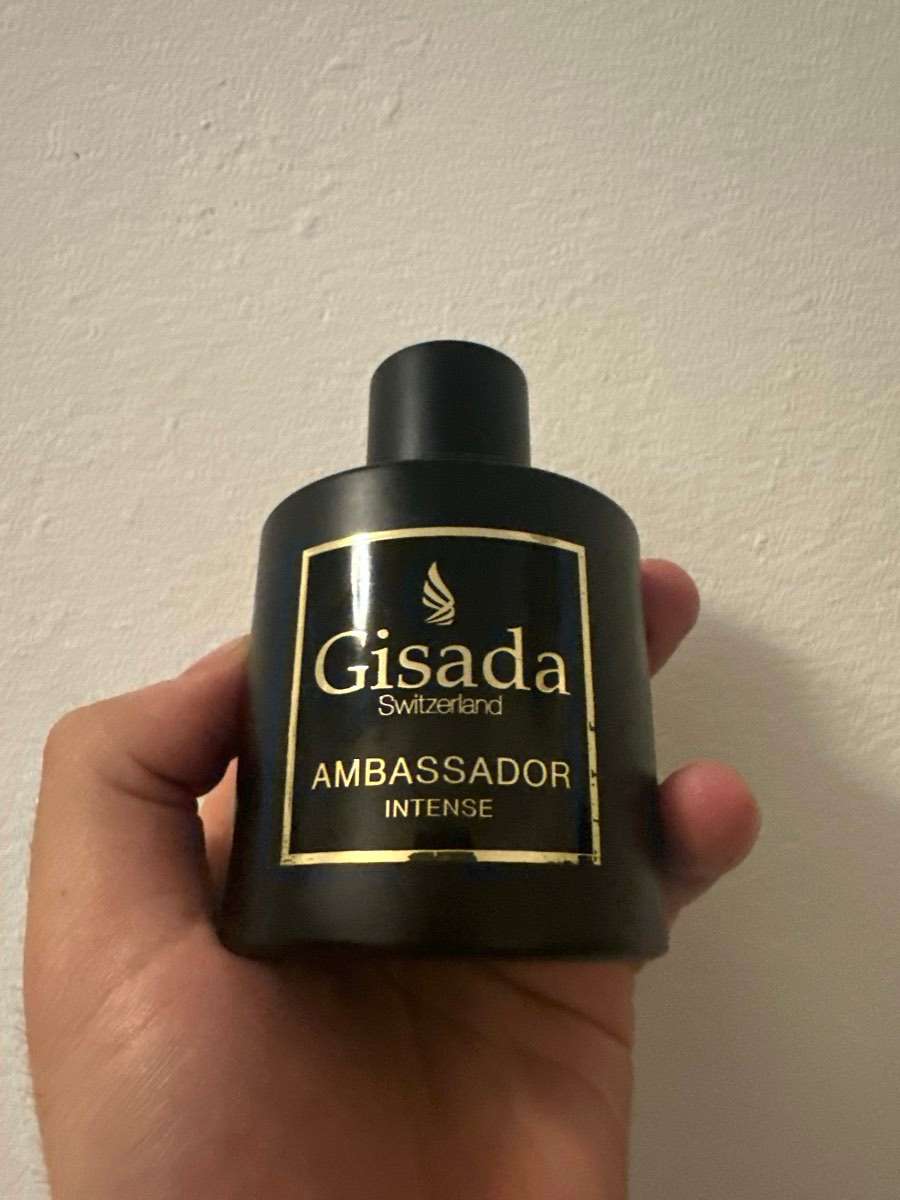 Gisada
Switzerland
AMBASSADOR
INTENSE